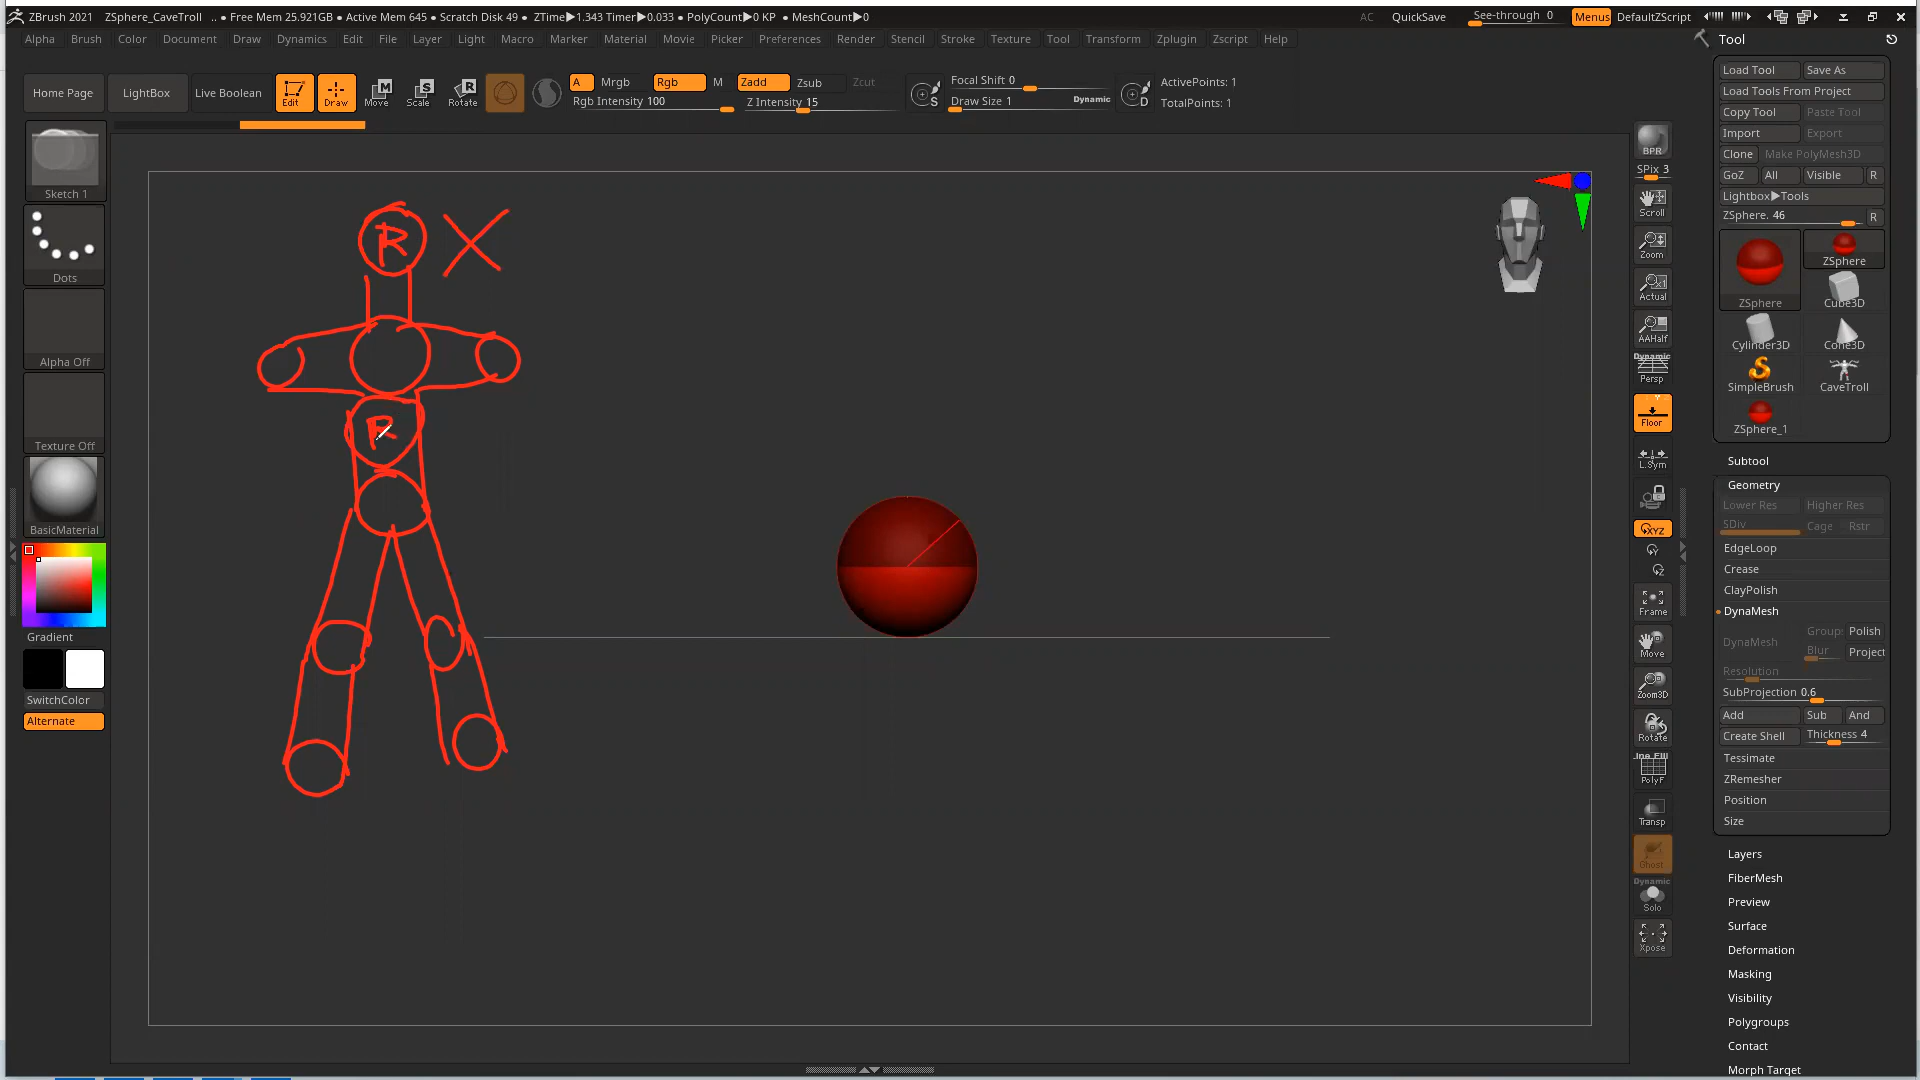 ZBrush 2021 ZSphere_CaveTroll .. ● Free Mem 25.921GB ● Active Mem 645 ● Scratch Disk 49 ● ZTime▶1.343 Timer▶0.033 ● PolyCount▶0 KP ● MeshCount▶0 AC QuickSave See-through 0 Menus DefaultZScript
Alpha Brush Color Document Draw Dynamics Edit File Layer Light Macro Marker Material Movie Picker Preferences Render Stencil Stroke Texture Tool Transform Zplugin Zscript Help
Home Page LightBox Live Boolean Edit Draw Move M Scale S Rotate R
A Mrgb Rgb M Zadd Zsub Zcut
Rgb Intensity 100 Z Intensity 15
S Focal Shift 0
Draw Size 1 Dynamic D
ActivePoints: 1
TotalPoints: 1
Sketch 1
Dots
Alpha Off
Texture Off
BasicMaterial
Gradient
SwitchColor
Alternate
R X
R
BPR
SPix 3
Scroll
Zoom
Actual
AAHalf
Dynamic
Persp
Floor
L.Sym
XYZ
Y
Z
Frame
Move
Zoom3D
Rotate
Line Fill
PolyF
Transp
Ghost
Dynamic
Solo
Xpose
Tool
Load Tool Save As
Load Tools From Project
Copy Tool Paste Tool
Import Export
Clone Make PolyMesh3D
GoZ All Visible R
Lightbox▶Tools
ZSphere. 46 R
ZSphere ZSphere
Cube3D
Cylinder3D Cone3D
SimpleBrush CaveTroll
ZSphere_1
Subtool
Geometry
Lower Res Higher Res
SDiv Cage Rstr
EdgeLoop
Crease
ClayPolish
DynaMesh
DynaMesh Group: Polish
Blur Project
Resolution
SubProjection 0.6
Add Sub And
Create Shell Thickness 4
Tessimate
ZRemesher
Position
Size
Layers
FiberMesh
Preview
Surface
Deformation
Masking
Visibility
Polygroups
Contact
Morph Target